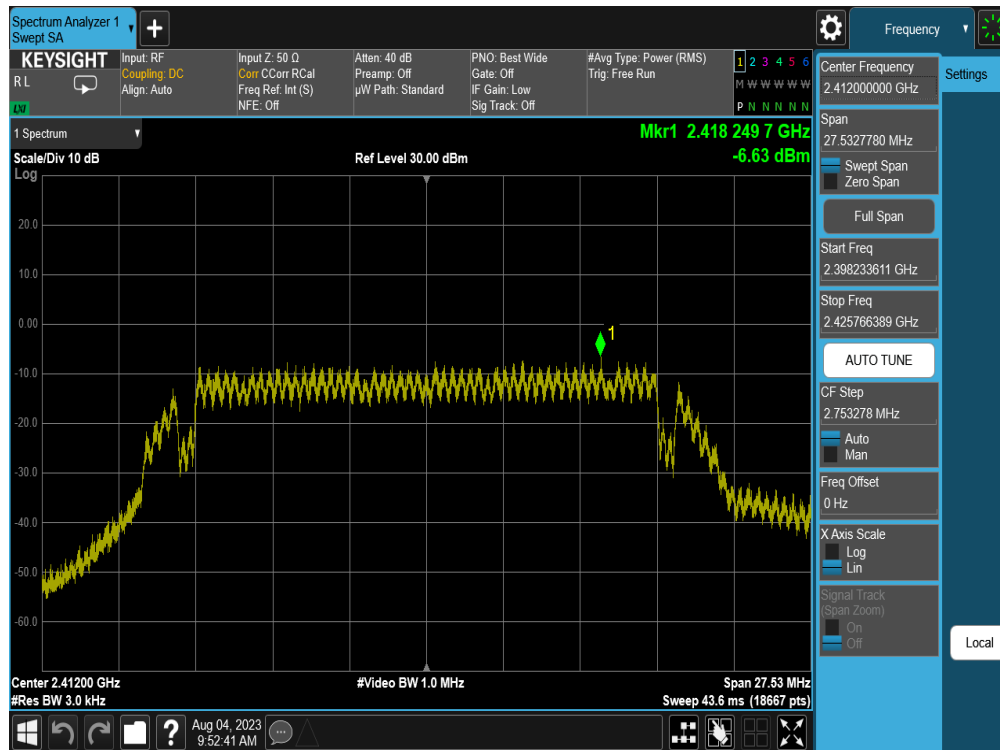 Spectrum Analyzer 1
Swept SA
+
Frequency
KEYSIGHT
RL
LXI
Input: RF
Coupling: DC
Align: Auto
Input Z: 50 Ω
Corr CCorr RCal
Freq Ref: Int (S)
NFE: Off
Atten: 40 dB
Preamp: Off
µW Path: Standard
PNO: Best Wide
Gate: Off
IF Gain: Low
Sig Track: Off
#Avg Type: Power (RMS)
Trig: Free Run
1 2 3 4 5 6
M W W W W W
P N N N N N
1 Spectrum
Scale/Div 10 dB
Log
Ref Level 30.00 dBm
Mkr1 2.418 249 7 GHz
-6.63 dBm
20.0
10.0
0.00
-10.0
-20.0
-30.0
-40.0
-50.0
-60.0
1
Center 2.41200 GHz
#Res BW 3.0 kHz
#Video BW 1.0 MHz
Span 27.53 MHz
Sweep 43.6 ms (18667 pts)
?
Aug 04, 2023
9:52:41 AM
Center Frequency
2.412000000 GHz
Span
27.5327780 MHz
Swept Span
Zero Span
Full Span
Start Freq
2.398233611 GHz
Stop Freq
2.425766389 GHz
AUTO TUNE
CF Step
2.753278 MHz
Auto
Man
Freq Offset
0 Hz
X Axis Scale
Log
Lin
Signal Track
(Span Zoom)
On
Off
Settings
Local